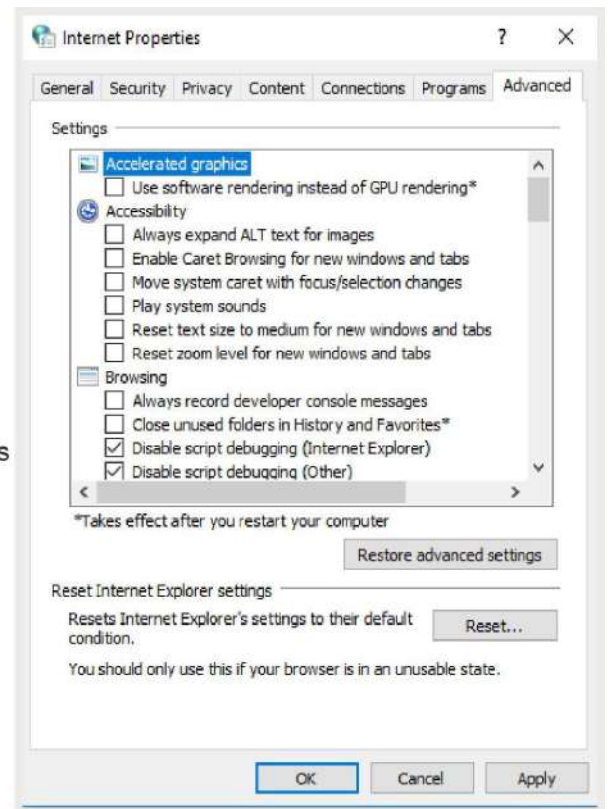 Internet Properties
General Security Privacy Content Connections Programs Advanced
Settings
Accelerated graphics
Use software rendering instead of GPU rendering*
Accessibility
Always expand ALT text for images
Enable Caret Browsing for new windows and tabs
Move system caret with focus/selection changes
Play system sounds
Reset text size to medium for new windows and tabs
Reset zoom level for new windows and tabs
Browsing
Always record developer console messages
Close unused folders in History and Favorites*
Disable script debugging (Internet Explorer)
s
Disable script debugging (Other)
*Takes effect after you restart your computer
Restore advanced settings
Reset Internet Explorer settings
Resets Internet Explorer's settings to their default
condition.
Reset...
You should only use this if your browser is in an unusable state.
OK Cancel Apply